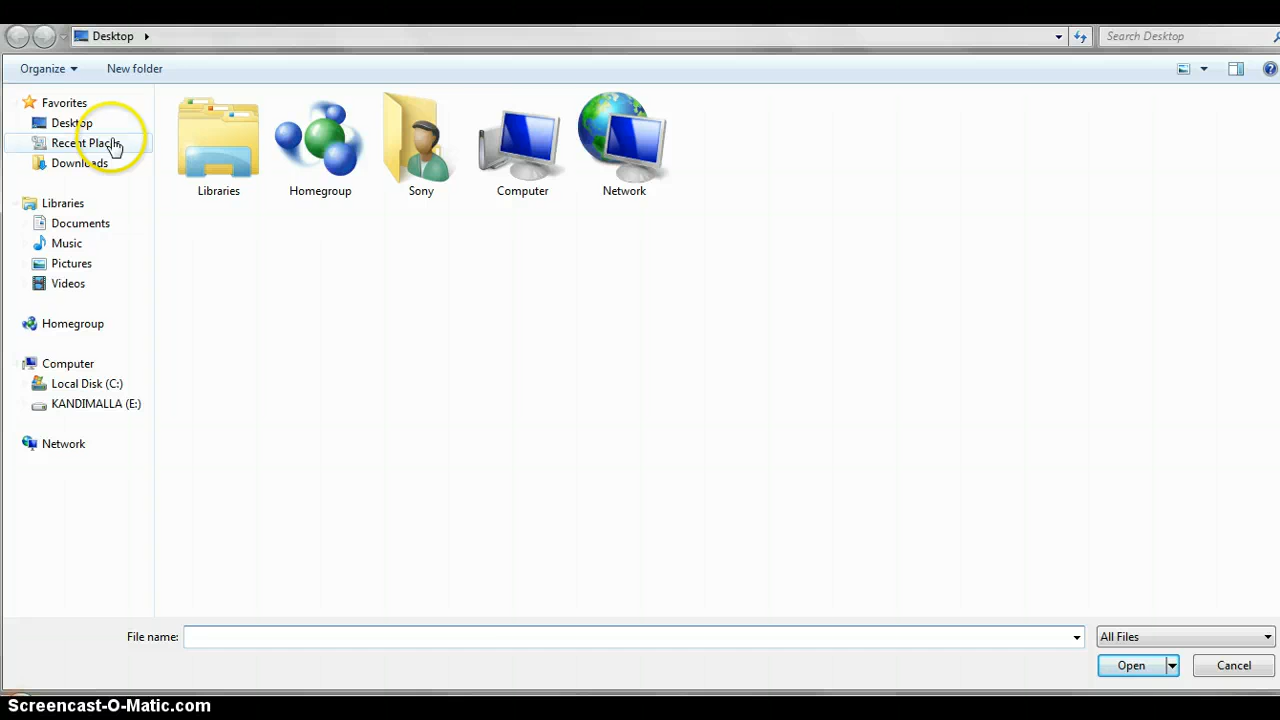 Desktop
Search Desktop
Organize
New folder
Favorites
Desktop
Recent
Downloads
Libraries
Documents
Music
Pictures
Videos
Homegroup
Computer
Local Disk (C:)
KANDIMALLA (E:)
Network
Libraries
Homegroup
Sony
Computer
Network
File name:
All Files
Open
Cancel
Screencast-O-Matic.com